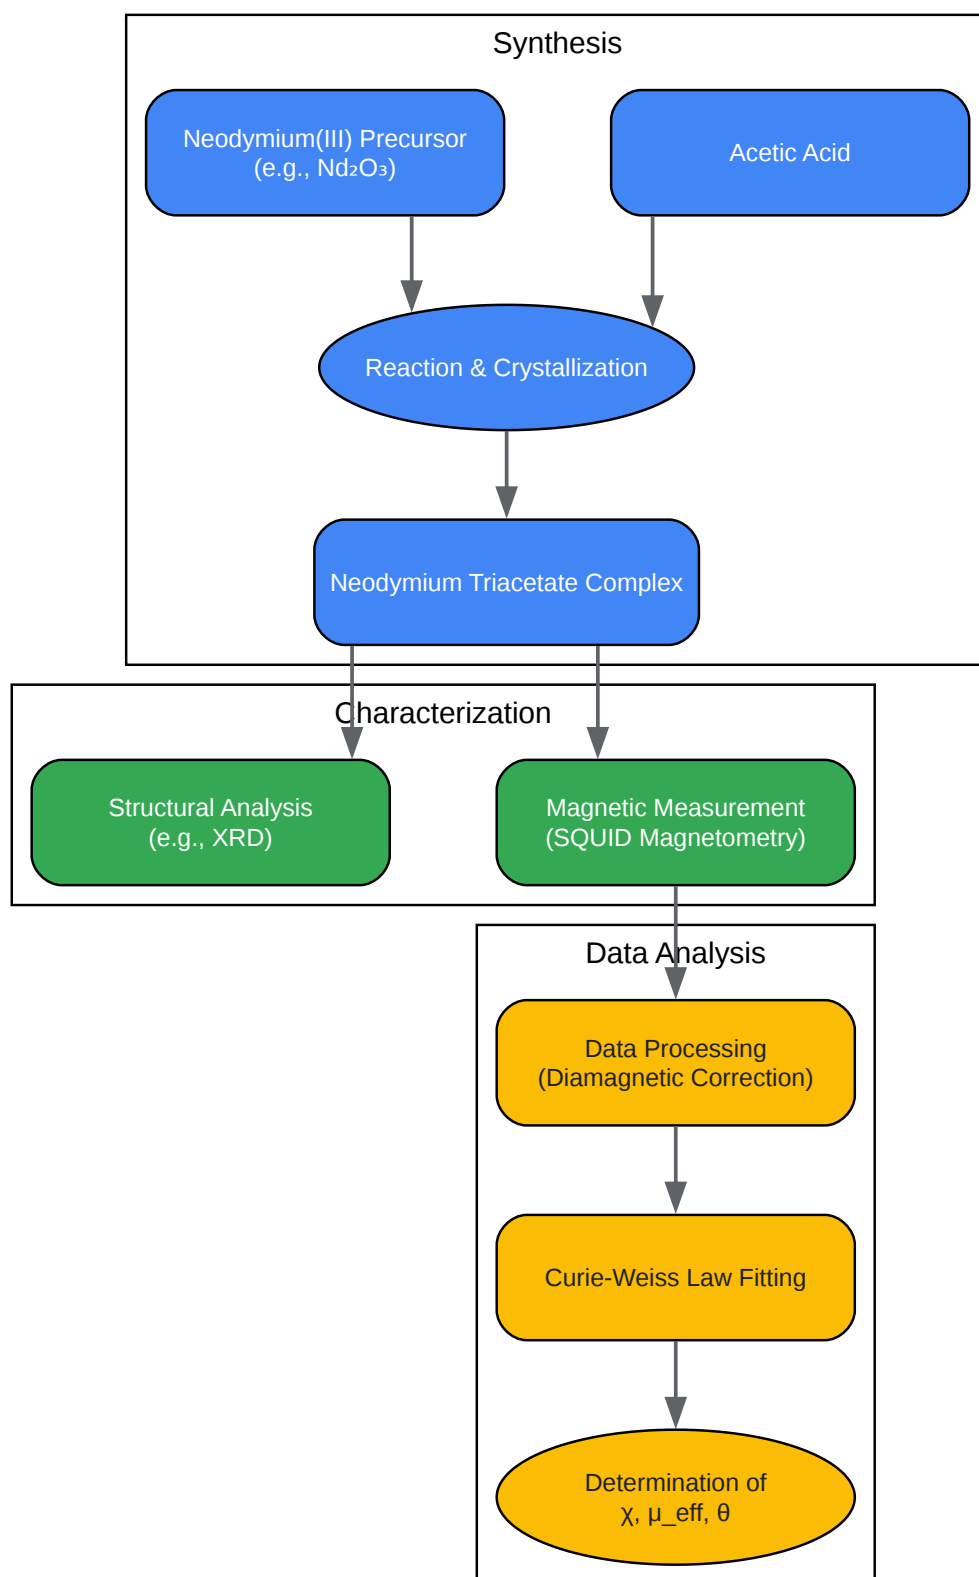 Synthesis
Neodymium(III) Precursor
(e.g., Nd₂O₃)
Acetic Acid
Reaction & Crystallization
Neodymium Triacetate Complex
Characterization
Structural Analysis
(e.g., XRD)
Magnetic Measurement
(SQUID Magnetometry)
Data Analysis
Data Processing
(Diamagnetic Correction)
Curie-Weiss Law Fitting
Determination of
χ, μ_eff, θ